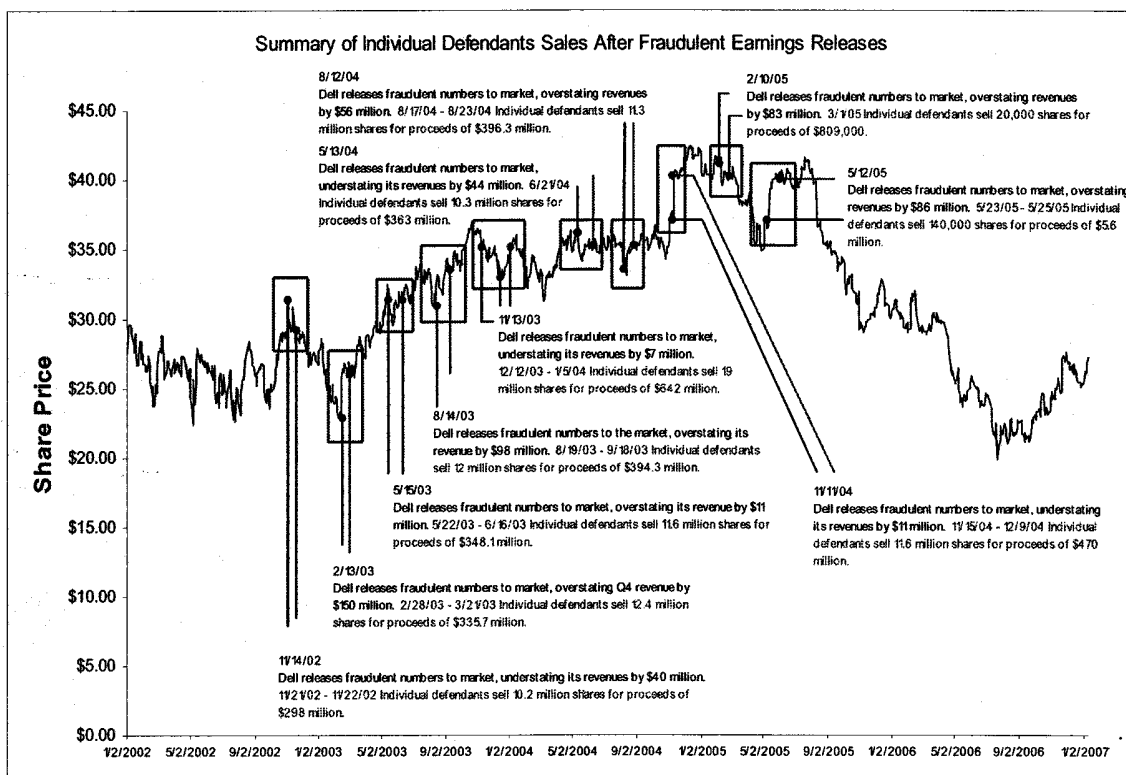 Summary of Individual Defendants Sales After Fraudulent Earnings Releases
8/12/04
Dell releases fraudulent numbers to market, overstating revenues
by $56 million. 8/17/04 - 8/23/04 Individual defendants sell 11.3
million shares for proceeds of $396.3 million.
5/13/04
Dell releases fraudulent numbers to market,
understating its revenues by $44 million. 6/21/04
Individual defendants sell 10.3 million shares for
proceeds of $363 million.
2/10/05
Dell releases fraudulent numbers to market, overstating revenues
by $83 million. 3/1/05 Individual defendants sell 20,000 shares for
proceeds of $809,000.
5/12/05
Dell releases fraudulent numbers to market, overstating
revenues by $86 million. 5/23/05 - 5/25/05 Individual
defendants sell 140,000 shares for proceeds of $5.6
million.
11/13/03
Dell releases fraudulent numbers to market,
understating its revenues by $7 million.
12/12/03 - 1/5/04 Individual defendants sell 19
million shares for proceeds of $642 million.
8/14/03
Dell releases fraudulent numbers to the market, overstating its
revenue by $98 million. 8/19/03 - 9/18/03 Individual defendants
sell 12 million shares for proceeds of $394.3 million.
5/15/03
Dell releases fraudulent numbers to market, overstating its revenue by $11
million. 5/22/03 - 6/16/03 Individual defendants sell 11.6 million shares for
proceeds of $348.1 million.
11/11/04
Dell releases fraudulent numbers to market, understating
its revenues by $11 million. 11/15/04 - 12/9/04 Individual
defendants sell 11.6 million shares for proceeds of $470
million.
2/13/03
Dell releases fraudulent numbers to market, overstating Q4 revenue by
$150 million. 2/28/03 - 3/21/03 Individual defendants sell 12.4 million
shares for proceeds of $335.7 million.
11/14/02
Dell releases fraudulent numbers to market, understating its revenues by $40 million.
11/21/02 - 11/22/02 Individual defendants sell 10.2 million shares for proceeds of
$298 million.
Share Price
$45.00
$40.00
$35.00
$30.00
$25.00
$20.00
$15.00
$10.00
$5.00
$0.00
1/2/2002 5/2/2002 9/2/2002 1/2/2003 5/2/2003 9/2/2003 1/2/2004 5/2/2004 9/2/2004 1/2/2005 5/2/2005 9/2/2005 1/2/2006 5/2/2006 9/2/2006 1/2/2007